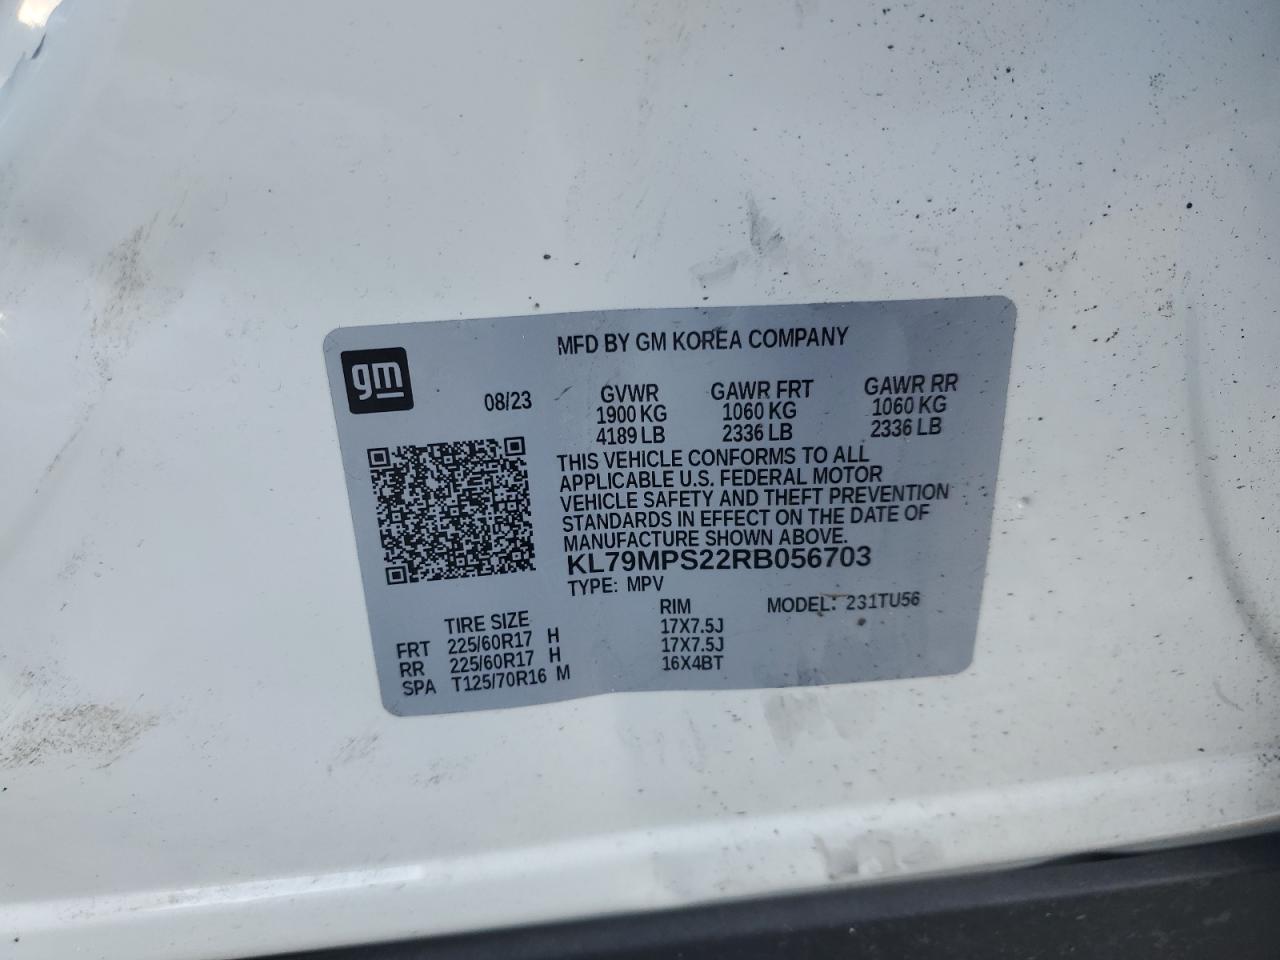 MFD BY GM KOREA COMPANY
gm
08/23
GVWR GAWR FRT GAWR RR
1900 KG 1060 KG 1060 KG
4189 LB 2336 LB 2336 LB
THIS VEHICLE CONFORMS TO ALL
APPLICABLE U.S. FEDERAL MOTOR
VEHICLE SAFETY AND THEFT PREVENTION
STANDARDS IN EFFECT ON THE DATE OF
MANUFACTURE SHOWN ABOVE.
KL79MPS22RB056703
TYPE: MPV
MODEL: 231TU56
TIRE SIZE RIM
FRT 225/60R17 H 17X7.5J
RR 225/60R17 H 17X7.5J
SPA T125/70R16 M 16X4BT